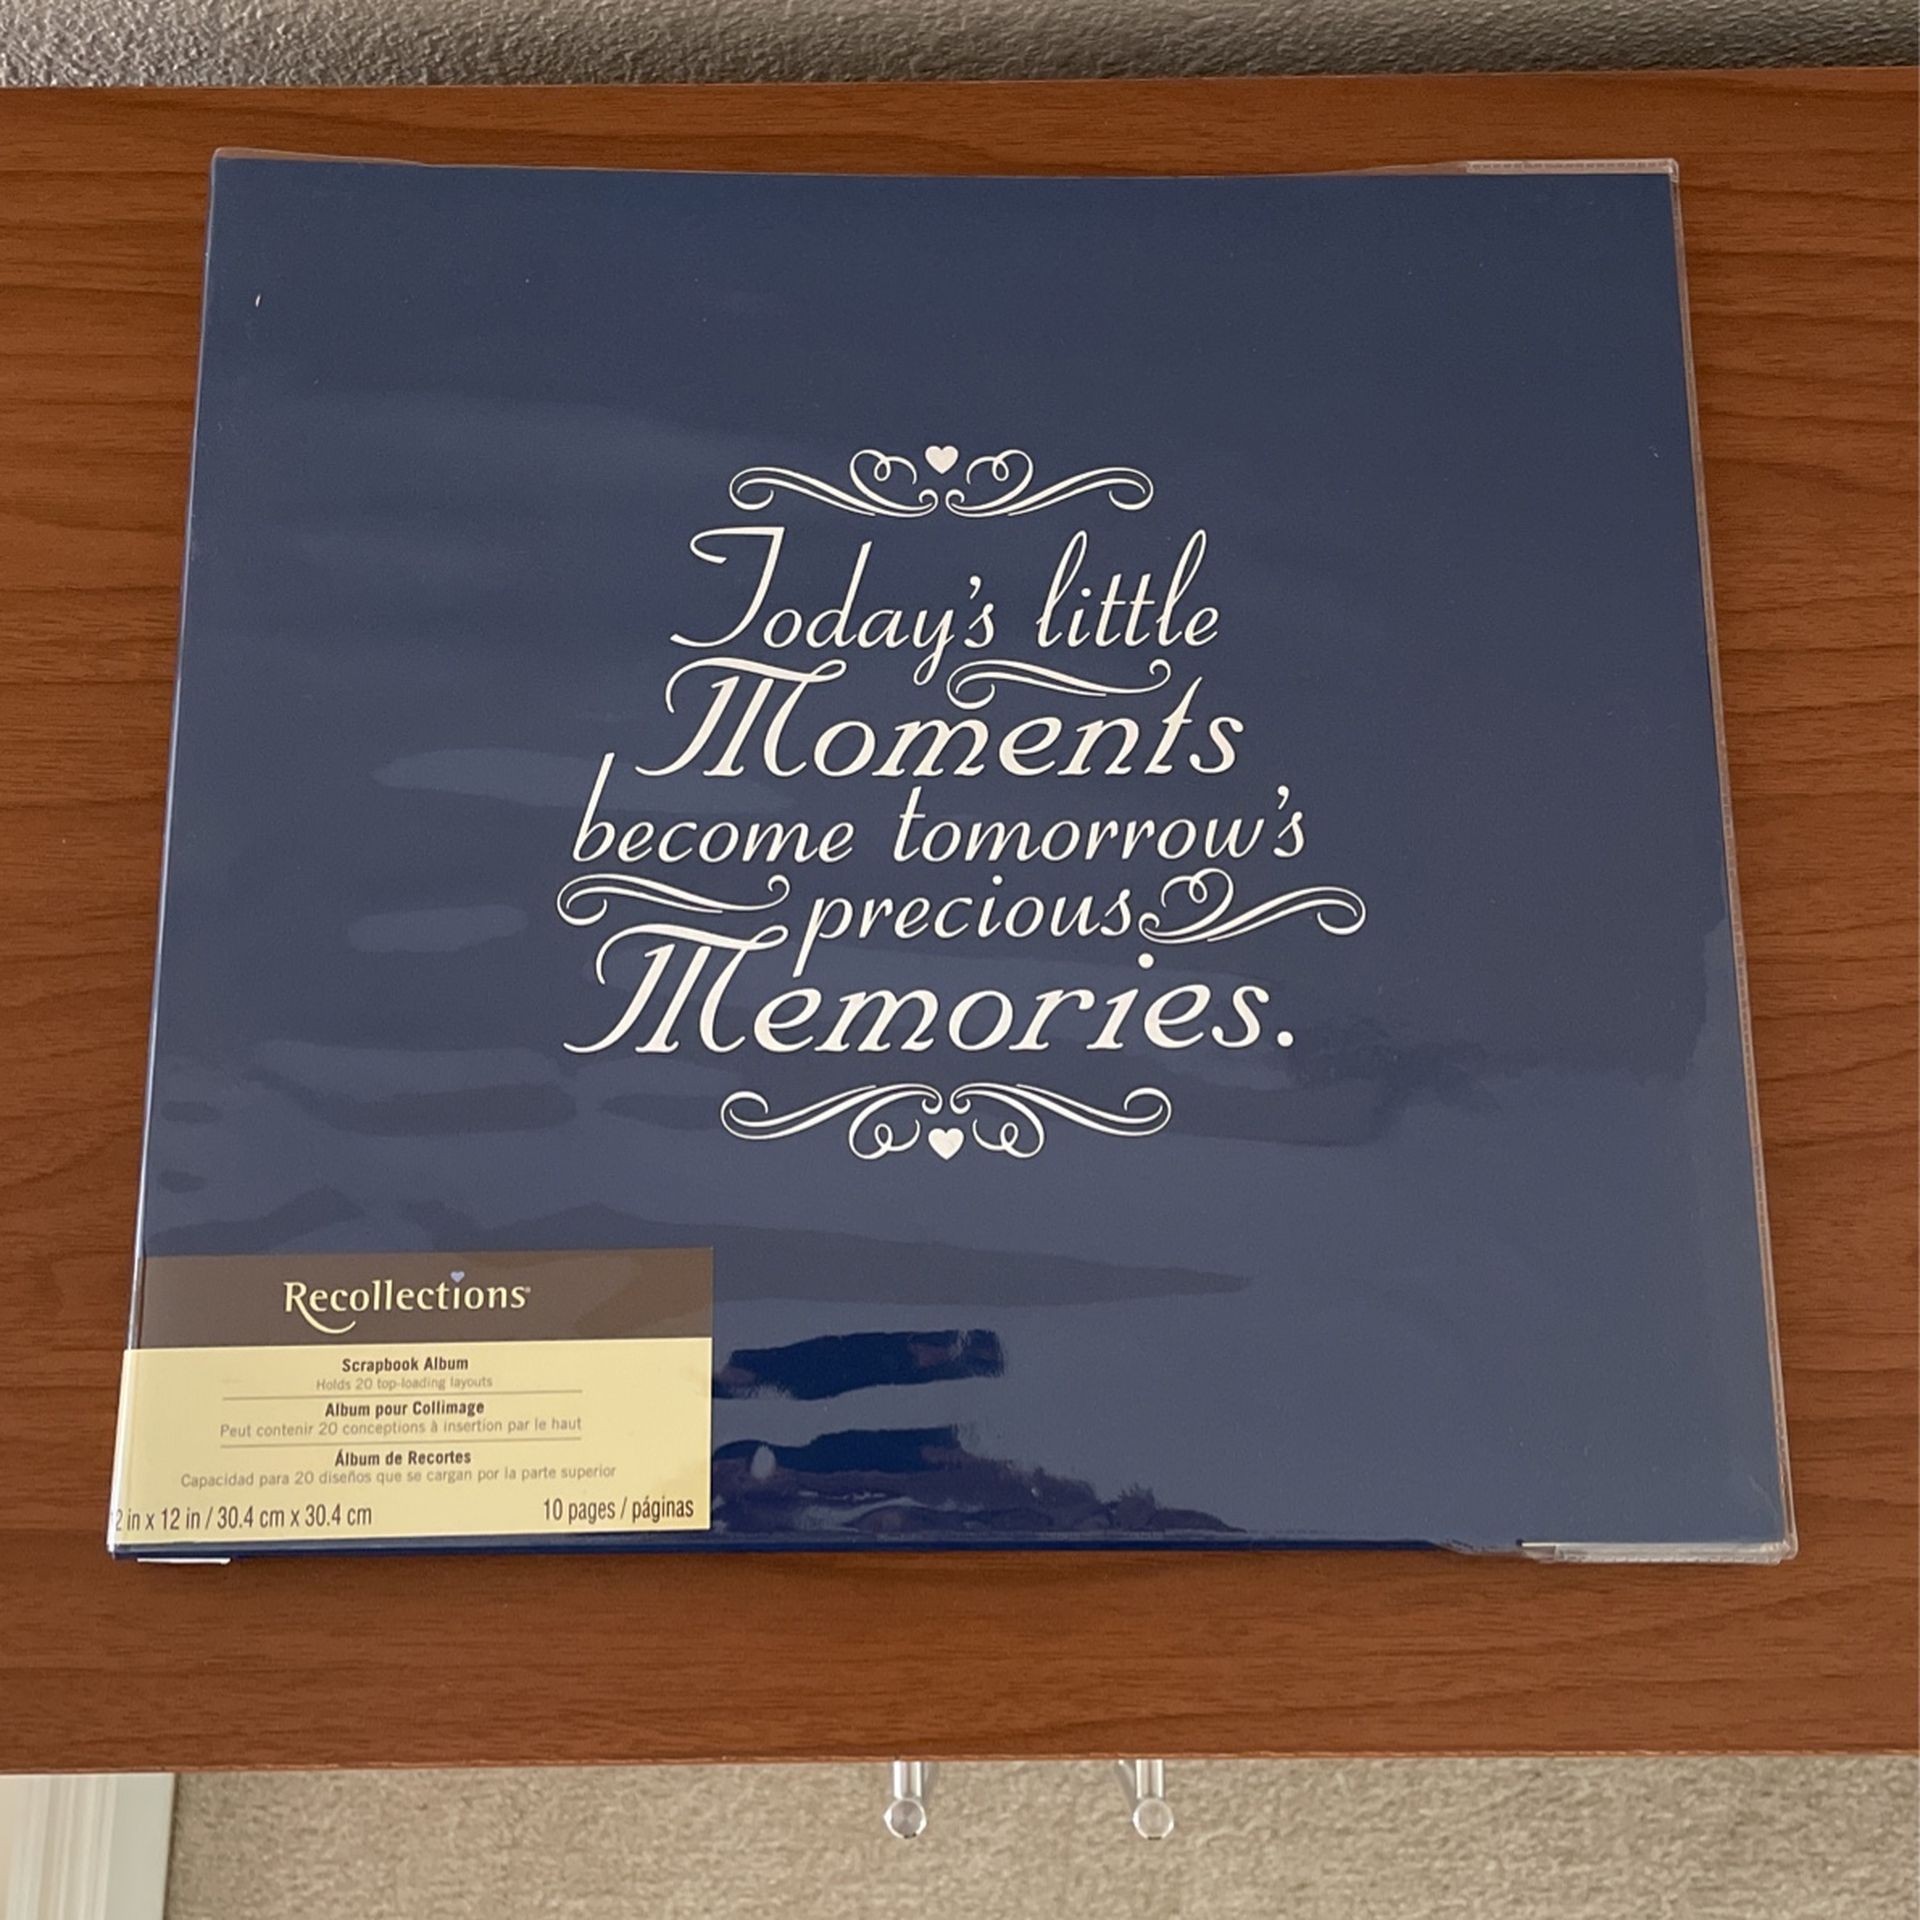 Today's little
Moments
become tomorrow's
precious
Memories.
Recollections®
Scrapbook Album
Holds 20 top-loading layouts
Album pour Collimage
Peut contenir 20 conceptions à insertion par le haut
Álbum de Recortes
Capacidad para 20 diseños que se cargan por la parte superior
2 in x 12 in / 30.4 cm x 30.4 cm 10 pages / páginas